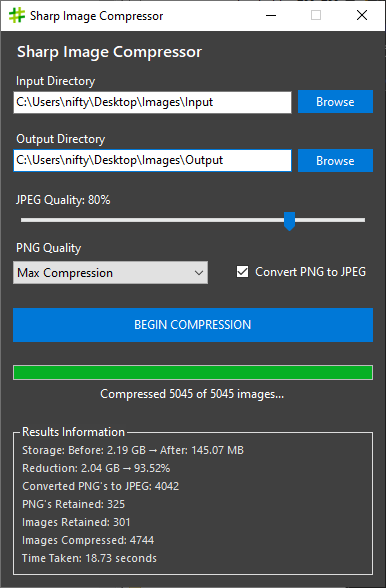 Sharp Image Compressor
Sharp Image Compressor
Input Directory
C:\Users\nifty\Desktop\Images\Input
Browse
Output Directory
C:\Users\nifty\Desktop\Images\Output
Browse
JPEG Quality: 80%
PNG Quality
Max Compression
Convert PNG to JPEG
BEGIN COMPRESSION
Compressed 5045 of 5045 images...
Results Information
Storage: Before: 2.19 GB → After: 145.07 MB
Reduction: 2.04 GB → 93.52%
Converted PNG's to JPEG: 4042
PNG's Retained: 325
Images Retained: 301
Images Compressed: 4744
Time Taken: 18.73 seconds